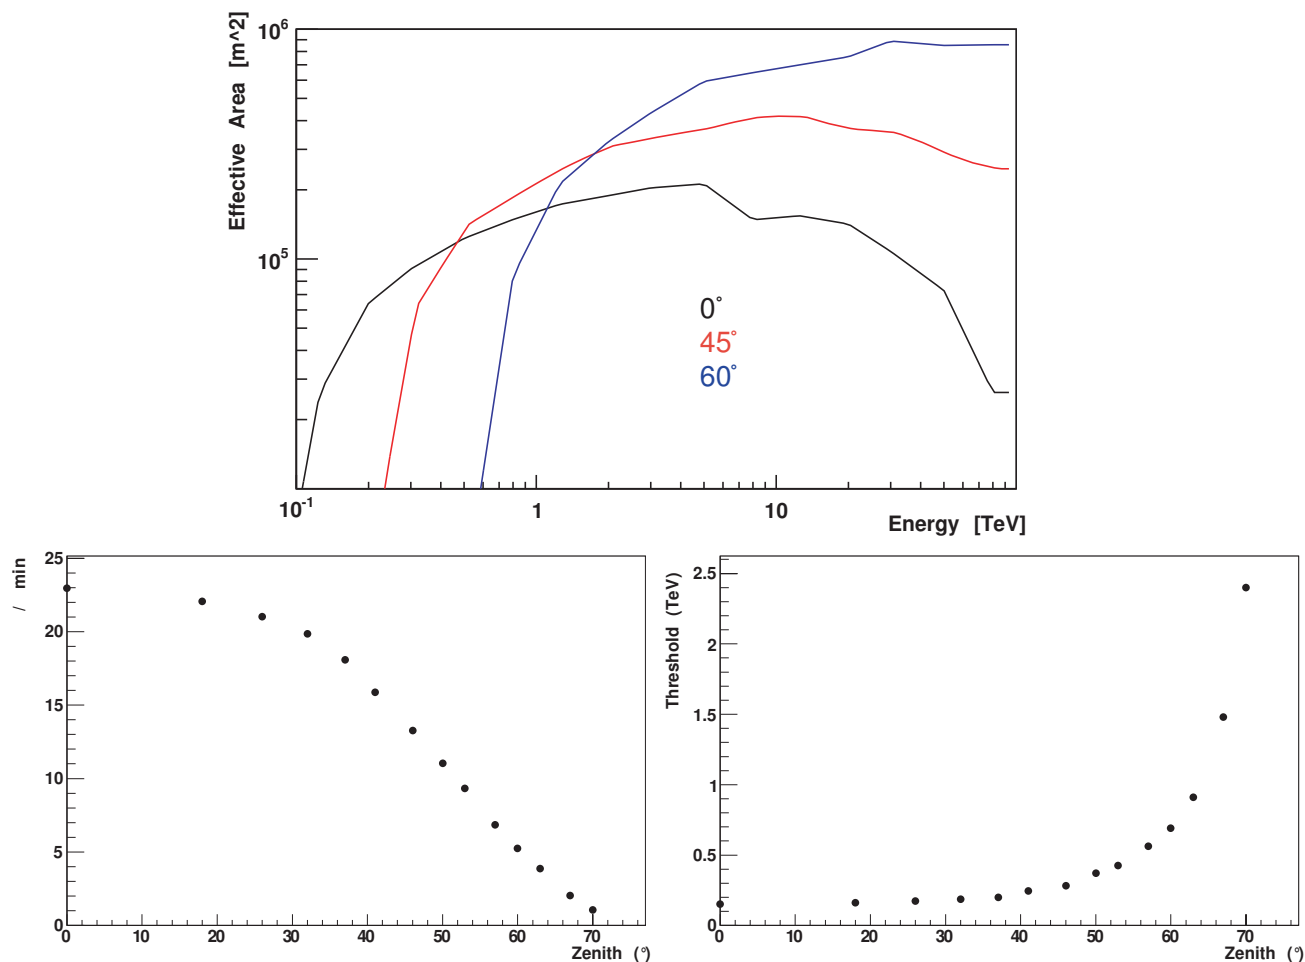 10^6
Effective Area [m^2]
10^5
0°
45°
60°
10^-1
1
10
Energy [TeV]
/ min
25
20
15
10
5
0
0 10 20 30 40 50 60 70
Zenith (°)
Threshold (TeV)
2.5
2
1.5
1
0.5
0
0 10 20 30 40 50 60 70
Zenith (°)